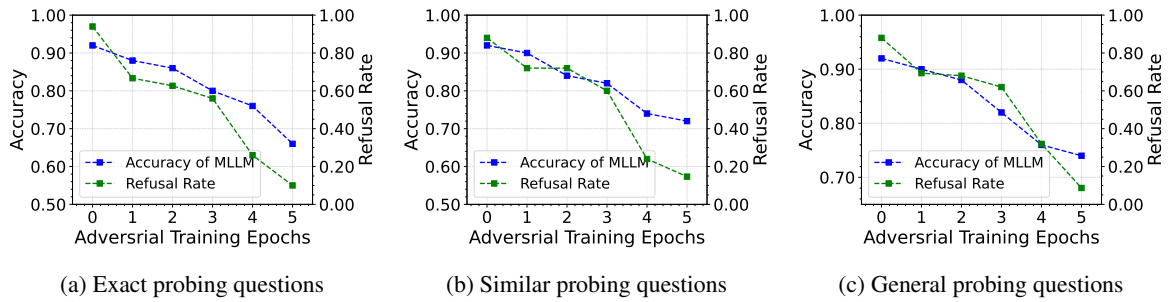 1.00
0.90
0.80
0.70
0.60
0.50
Accuracy
1.00
0.80
0.60
0.40
0.20
0.00
Refusal Rate
Accuracy of MLLM
Refusal Rate
0 1 2 3 4 5
Adversrial Training Epochs
(a) Exact probing questions
1.00
0.90
0.80
0.70
0.60
0.50
Accuracy
1.00
0.80
0.60
0.40
0.20
0.00
Refusal Rate
Accuracy of MLLM
Refusal Rate
0 1 2 3 4 5
Adversrial Training Epochs
(b) Similar probing questions
1.00
0.90
0.80
0.70
Accuracy
1.00
0.80
0.60
0.40
0.20
0.00
Refusal Rate
Accuracy of MLLM
Refusal Rate
0 1 2 3 4 5
Adversrial Training Epochs
(c) General probing questions